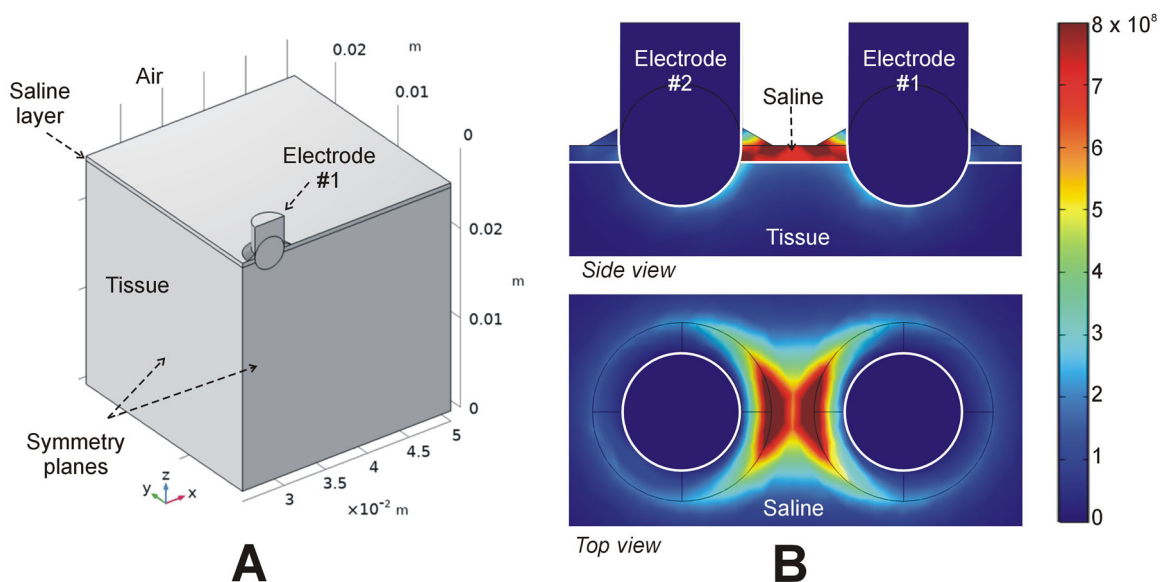 0.02
m
Air
Saline
layer
0.01
Electrode
#1
0
0.02
m
Tissue
0.01
0
Symmetry
planes
z
y
x
3
3.5
4
4.5
5
×10⁻² m
A
Electrode
#2
Saline
Electrode
#1
Tissue
Side view
Saline
Top view
B
8 x 10⁸
7
6
5
4
3
2
1
0